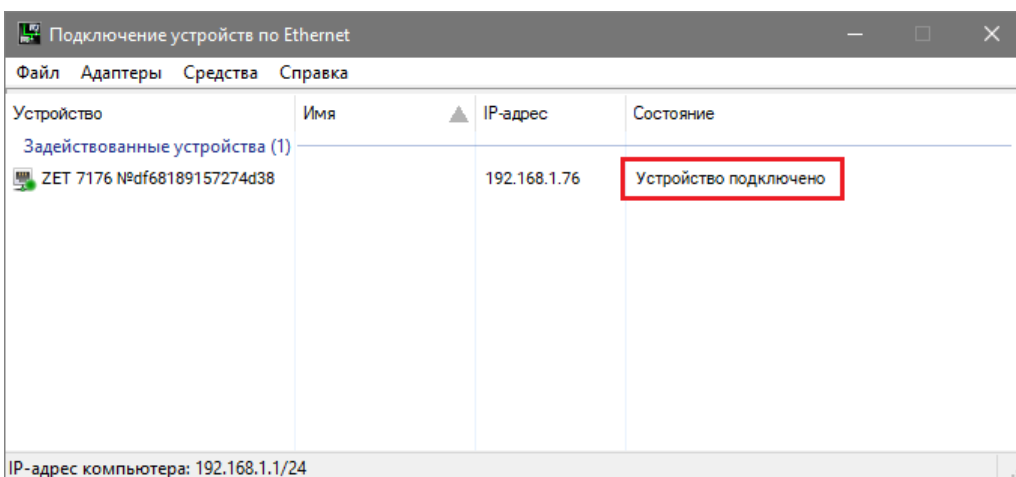 Подключение устройств по Ethernet
Файл Адаптеры Средства Справка
Устройство Имя IP-адрес Состояние
Задействованные устройства (1)
ZET 7176 №df68189157274d38 192.168.1.76 Устройство подключено
IP-адрес компьютера: 192.168.1.1/24